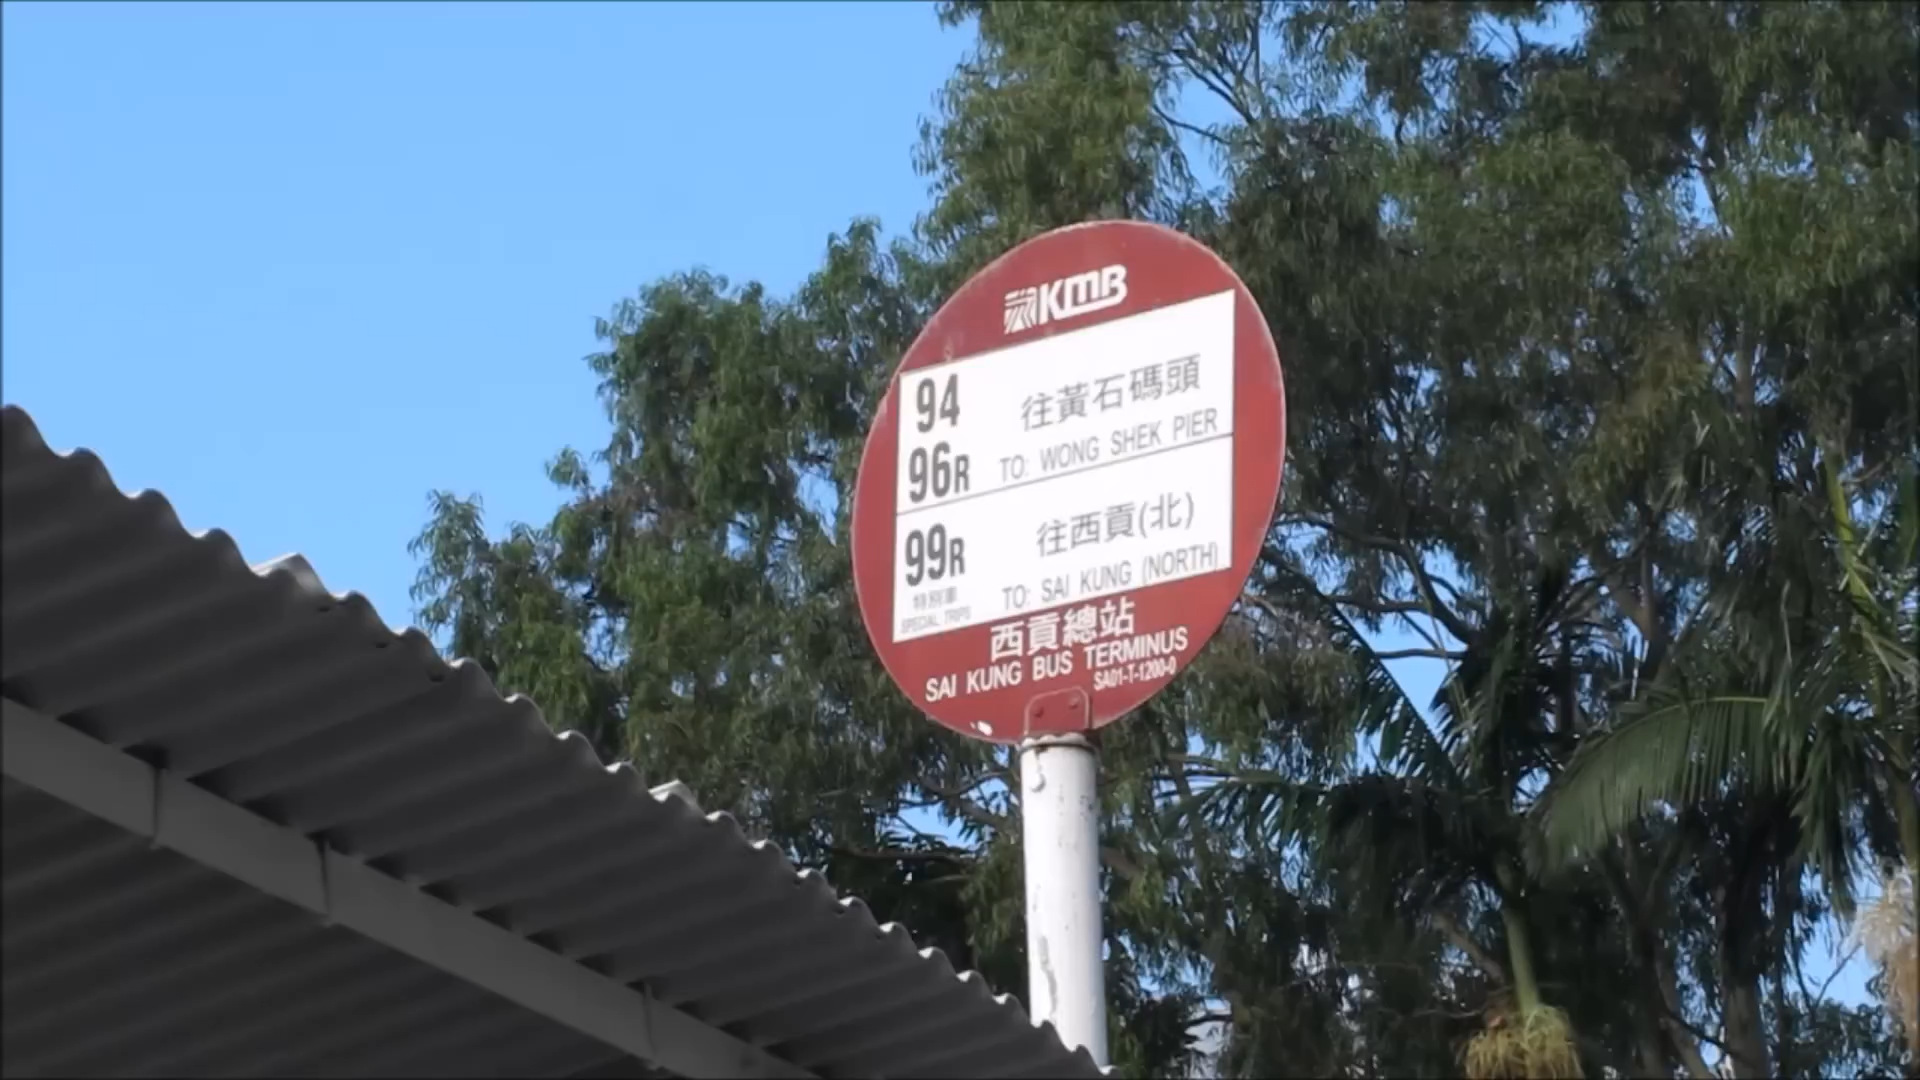 KMB
94 往黃石碼頭
96R TO: WONG SHEK PIER
99R 往西貢(北)
特別車 TO: SAI KUNG (NORTH)
SPECIAL TRIPS
西貢總站
SAI KUNG BUS TERMINUS
SA01-T-1200-0